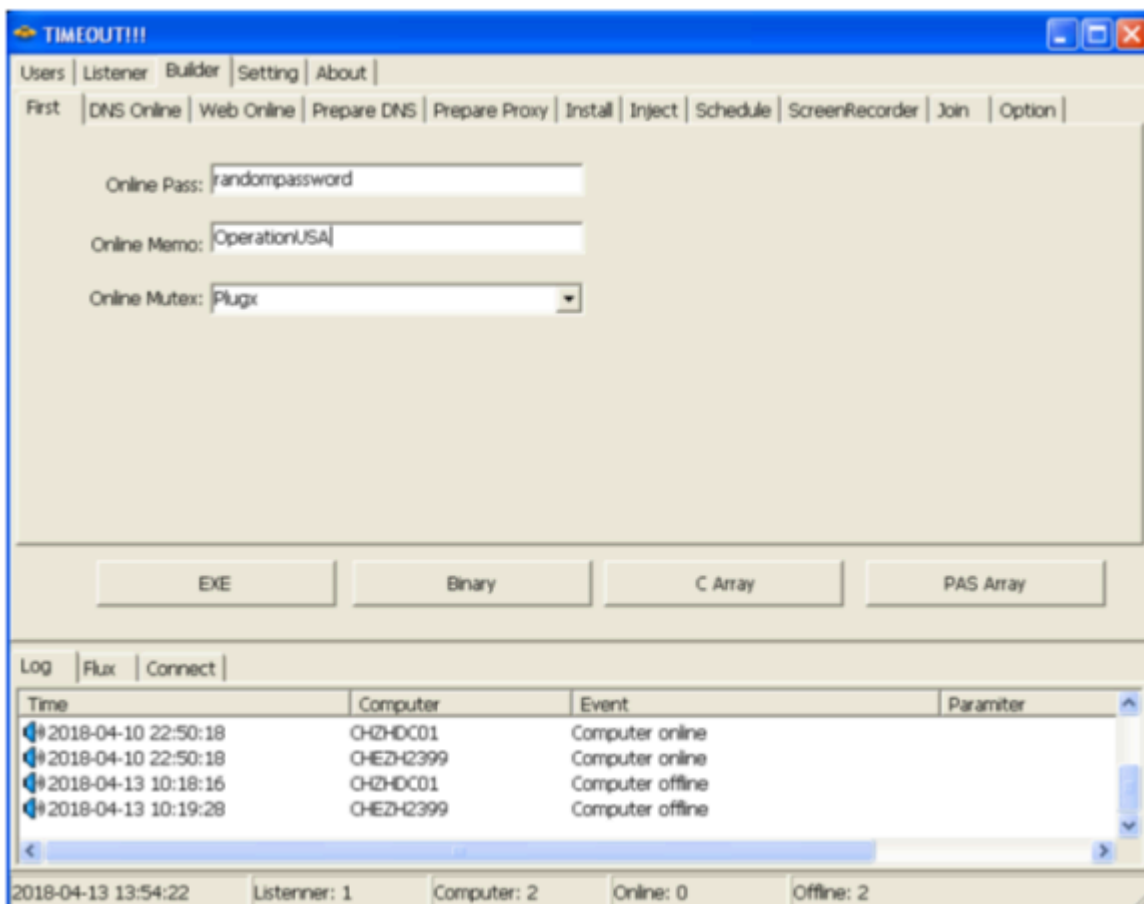 TIMEOUT!!!
Users Listener Builder Setting About
First DNS Online Web Online Prepare DNS Prepare Proxy Install Inject Schedule ScreenRecorder Join Option
Online Pass: randompassword
Online Memo: OperationUSA
Online Mutex: Plugx
EXE Binary C Array PAS Array
Log Flux Connect
Time Computer Event Paramiter
2018-04-10 22:50:18 CHZHDC01 Computer online
2018-04-10 22:50:18 CHEZH2399 Computer online
2018-04-13 10:18:16 CHZHDC01 Computer offline
2018-04-13 10:19:28 CHEZH2399 Computer offline
2018-04-13 13:54:22 Listenner: 1 Computer: 2 Online: 0 Offline: 2